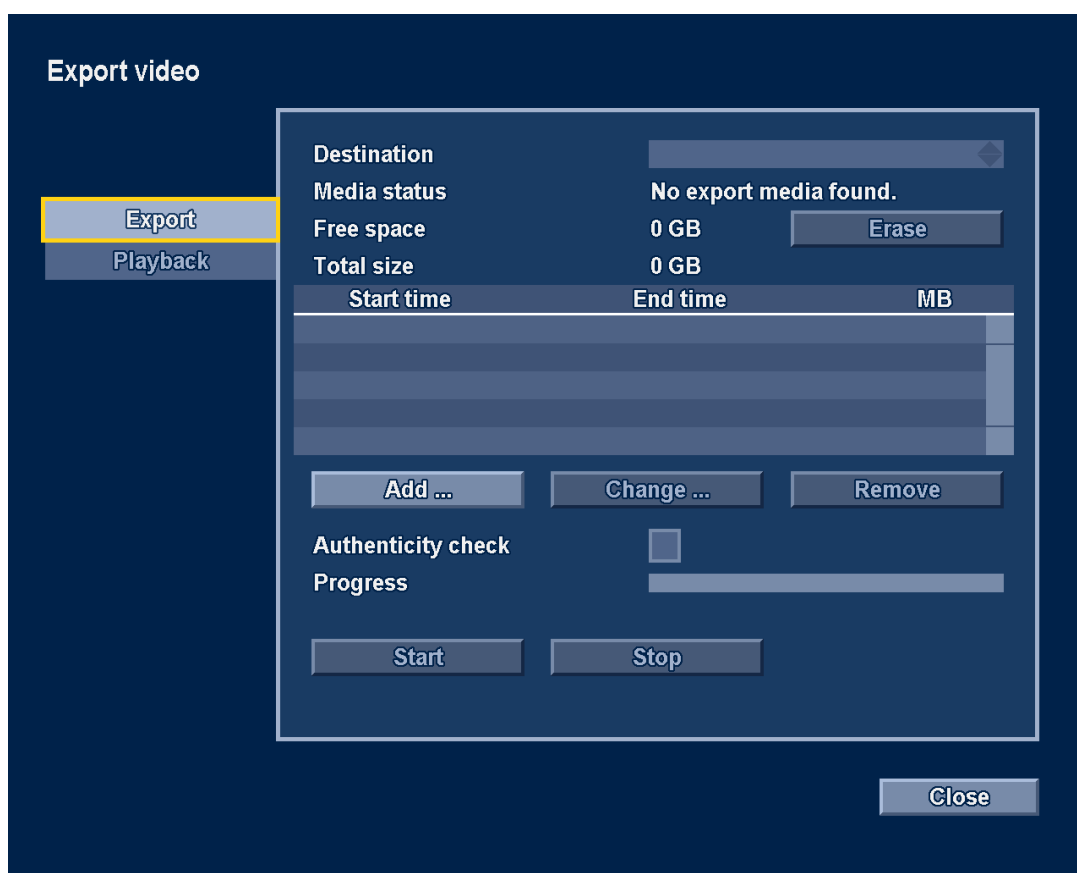 Export video
Export
Playback
Destination
Media status No export media found.
Free space 0 GB Erase
Total size 0 GB
Start time End time MB
Add ... Change ... Remove
Authenticity check
Progress
Start Stop
Close